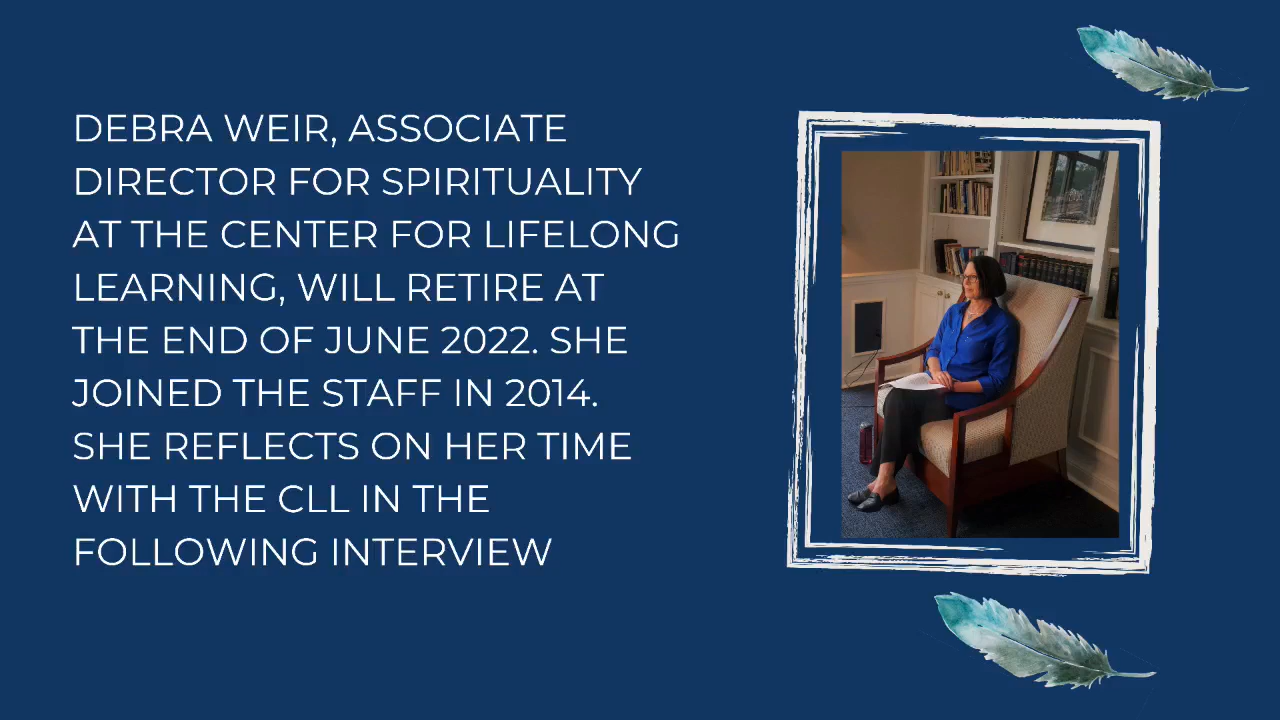 DEBRA WEIR, ASSOCIATE
DIRECTOR FOR SPIRITUALITY
AT THE CENTER FOR LIFELONG
LEARNING, WILL RETIRE AT
THE END OF JUNE 2022. SHE
JOINED THE STAFF IN 2014.
SHE REFLECTS ON HER TIME
WITH THE CLL IN THE
FOLLOWING INTERVIEW